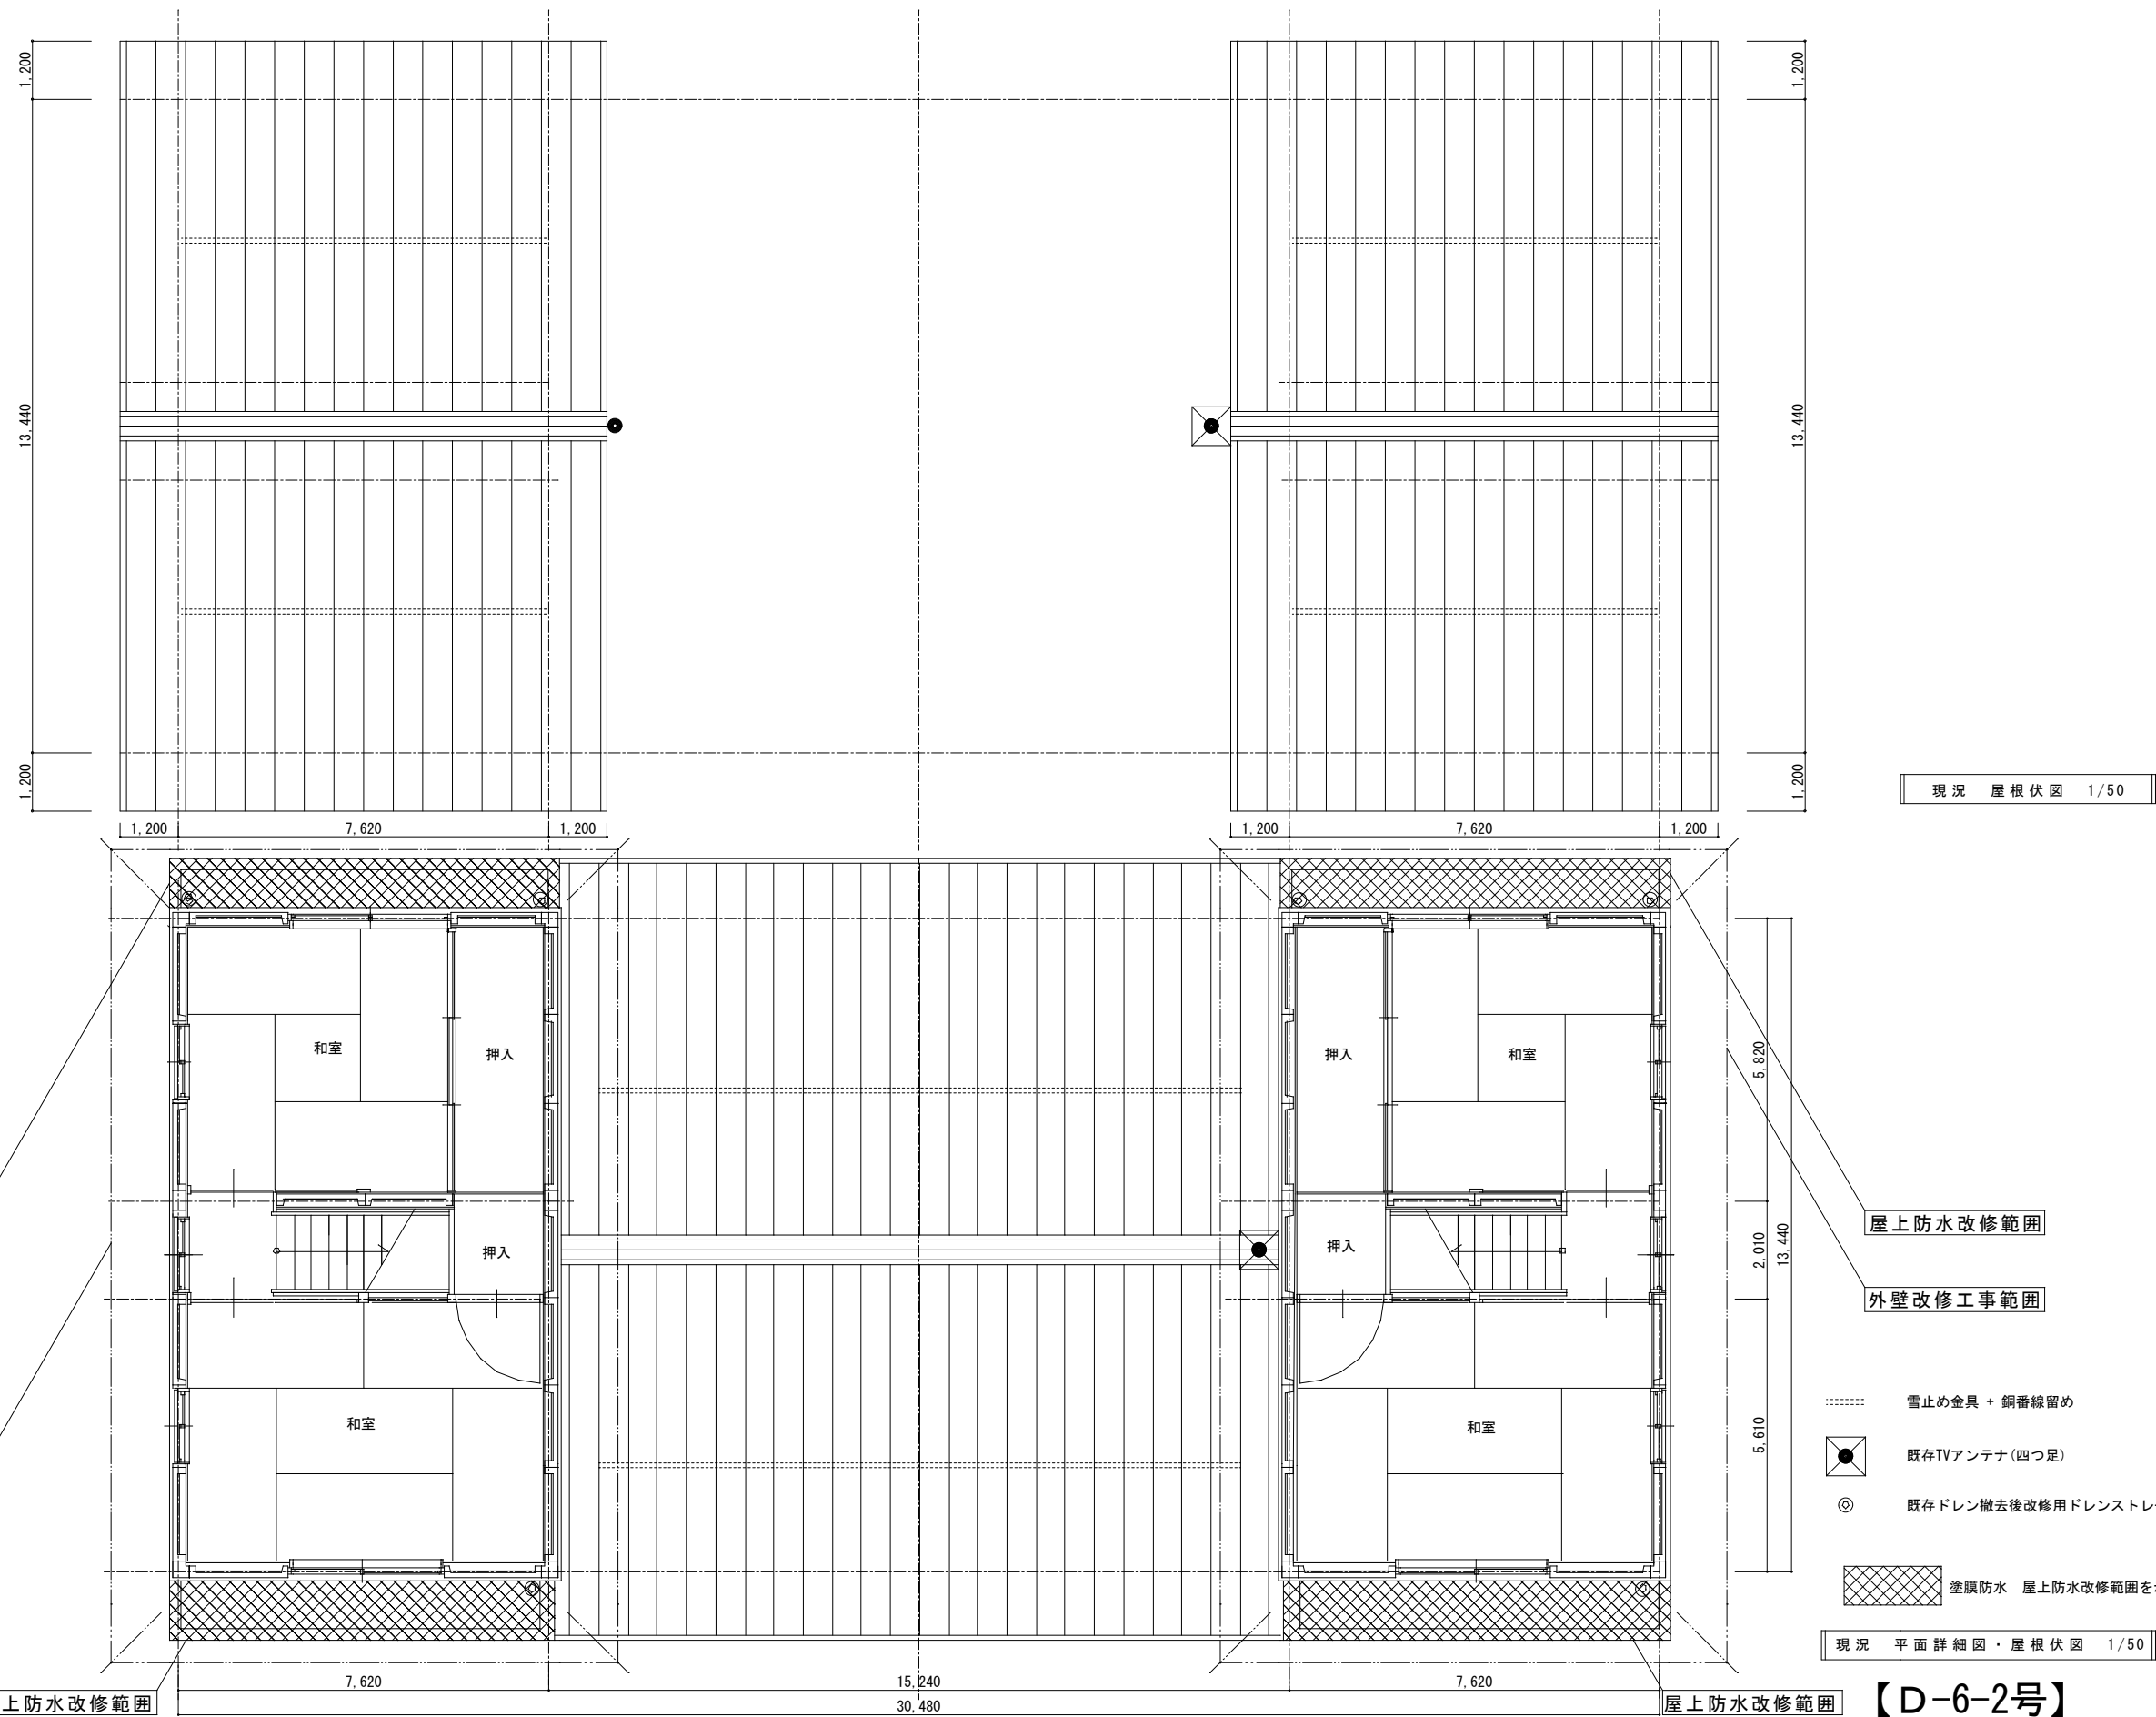 1,200
1,200
13,440
13,440
1,200
1,200
現況 屋根伏図 1/50
1,200 7,620 1,200
1,200 7,620 1,200
和室
押入
押入
和室
5,820
押入
2,010
13,440
押入
屋上防水改修範囲
外壁改修工事範囲
和室
和室
5,610
雪止め金具 + 銅番線留め
既存TVアンテナ(四つ足)
既存ドレン撤去後改修用ドレンストレ
塗膜防水 屋上防水改修範囲を
現況 平面詳細図・屋根伏図 1/50
7,620 15,240 7,620
上防水改修範囲
30,480
屋上防水改修範囲
【D-6-2号】